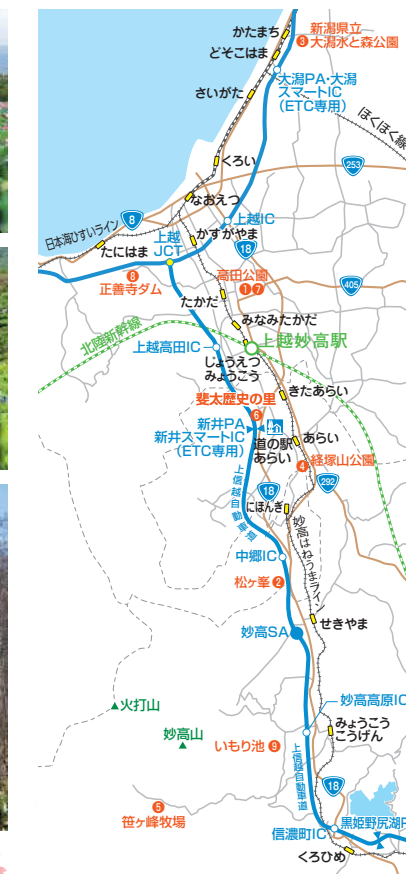 かたまち
新潟県立
❸大潟水と森公園
どそこはま
大潟PA・大潟
スマートIC
(ETC専用)
さいがた
ほくほく線
くろい
253
なおえつ
日本海ひすいライン
8
上越IC
かすがやま
18
上越
JCT
たにはま
❽
正善寺ダム
高田公園
❶❼
405
たかだ
みなみたかだ
北陸新幹線
上越高田IC
上越妙高駅
じょうえつ
みょうこう
きたあらい
斐太歴史の里
❻
新井PA
新井スマートIC
(ETC専用)
道の駅
あらい
あらい
❹経塚山公園
292
上信越自動車道
18
にほんぎ
妙高はねうまライン
中郷IC
松ヶ峯❷
せきやま
妙高SA
火打山
妙高山
妙高高原IC
みょうこう
こうげん
いもり池❾
上信越自動車道
❺
笹ヶ峰牧場
18
信濃町IC
黒姫野尻湖P
くろひめ